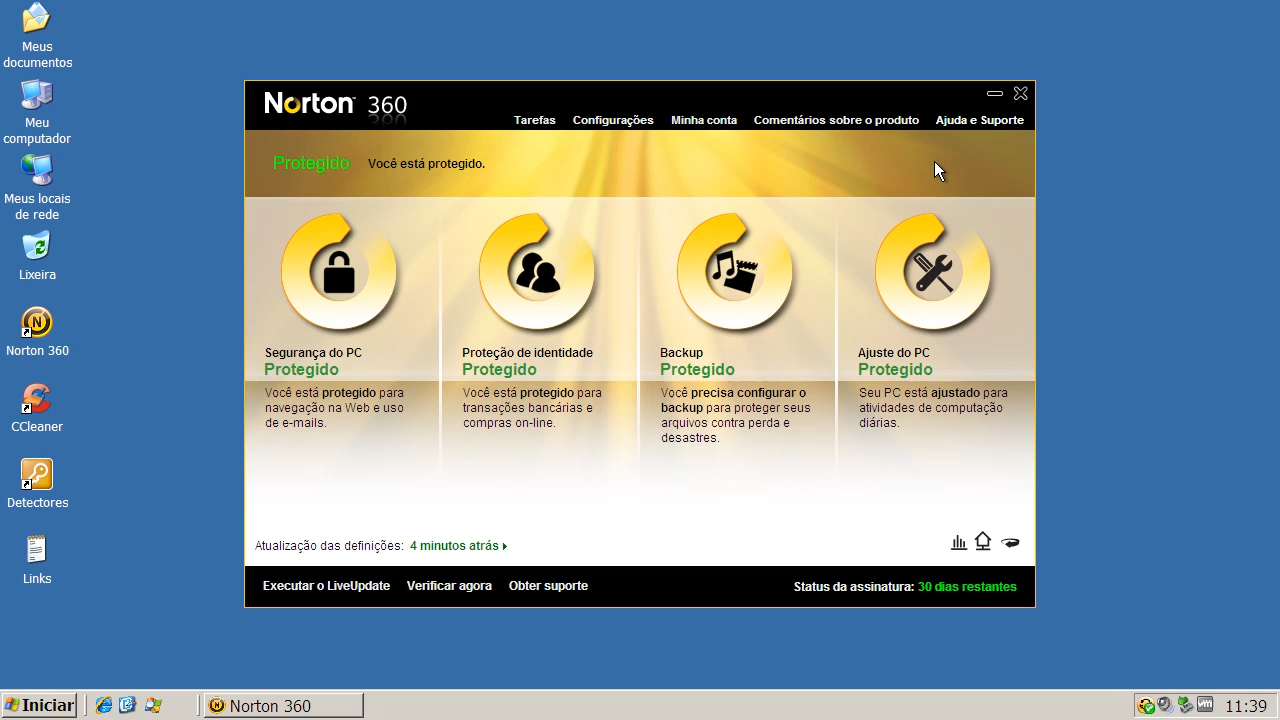 Meus
documentos
Meu
computador
Meus locais
de rede
Lixeira
Norton 360
CCleaner
Detectores
Links
Norton 360
Tarefas Configurações Minha conta Comentários sobre o produto Ajuda e Suporte
Protegido Você está protegido.
Segurança do PC
Protegido
Você está protegido para
navegação na Web e uso
de e-mails.
Proteção de identidade
Protegido
Você está protegido para
transações bancárias e
compras on-line.
Backup
Protegido
Você precisa configurar o
backup para proteger seus
arquivos contra perda e
desastres.
Ajuste do PC
Protegido
Seu PC está ajustado para
atividades de computação
diárias.
Atualização das definições: 4 minutos atrás
Executar o LiveUpdate Verificar agora Obter suporte Status da assinatura: 30 dias restantes
Iniciar Norton 360 11:39